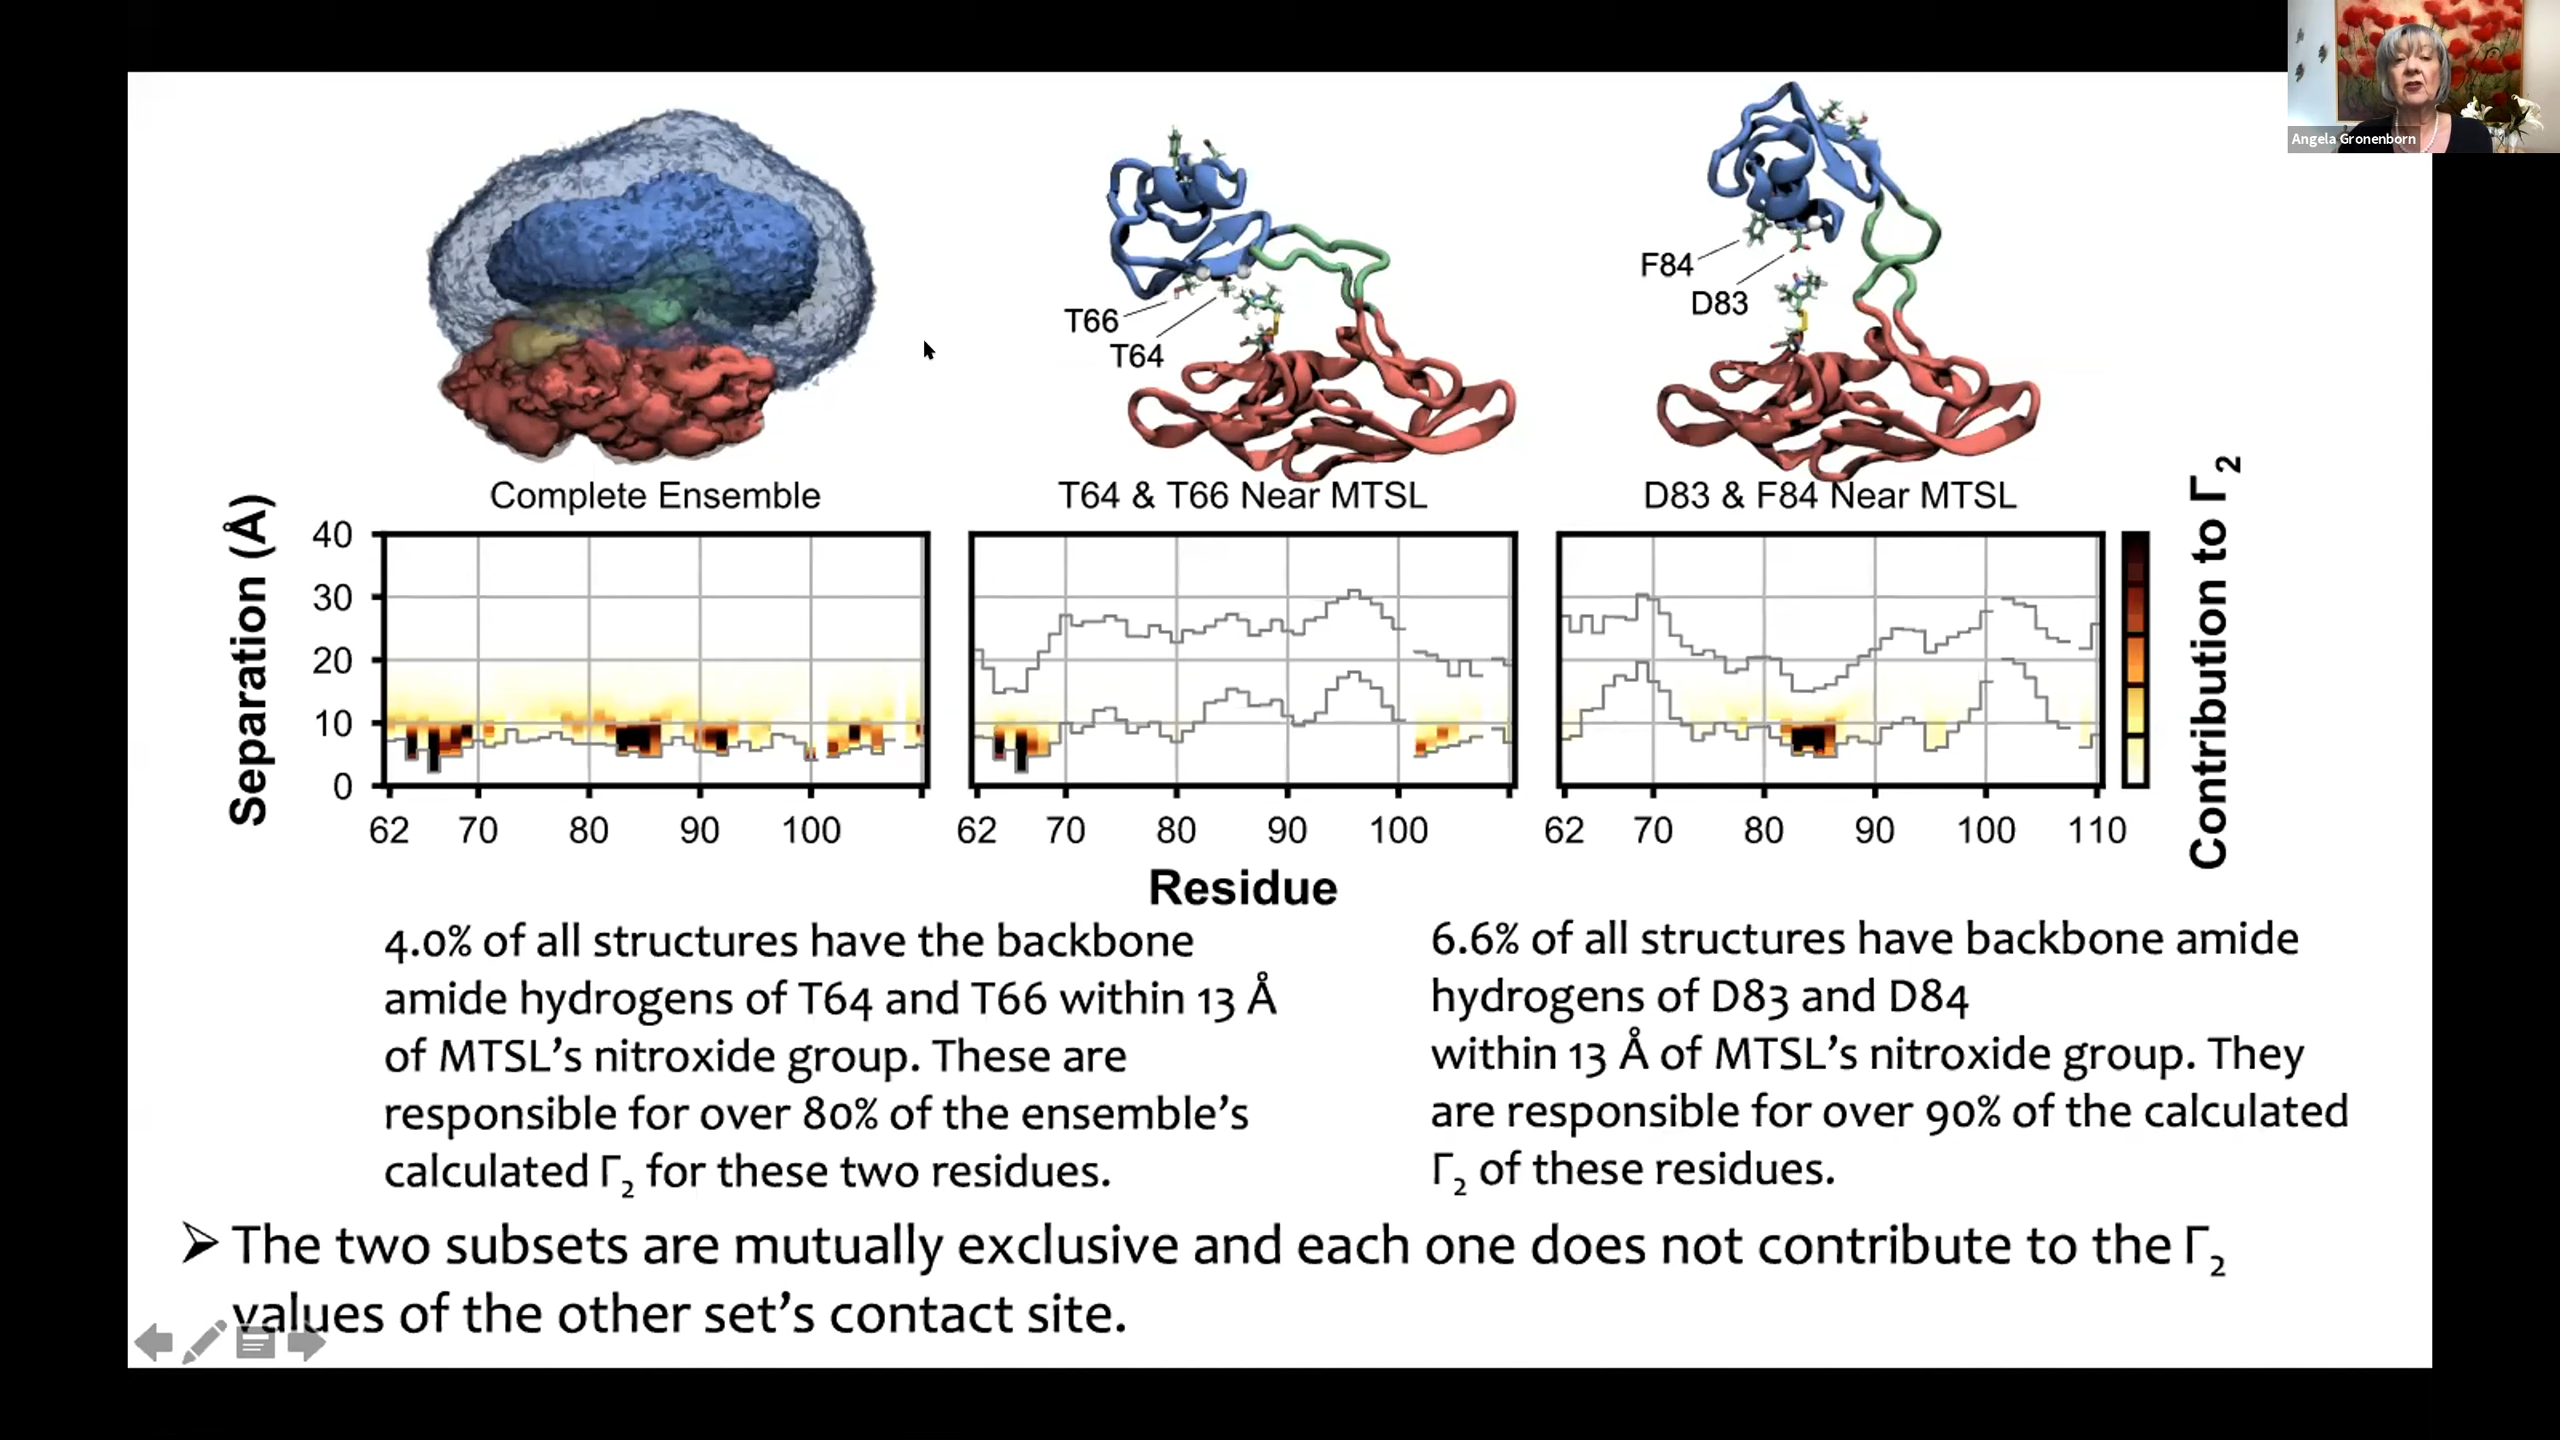 Angela Gronenborn
F84
D83
T66
T64
Complete Ensemble
T64 & T66 Near MTSL
D83 & F84 Near MTSL
Separation (Å)
40
30
20
10
0
62 70 80 90 100
62 70 80 90 100
62 70 80 90 100 110
Residue
Contribution to Γ₂
4.0% of all structures have the backbone
amide hydrogens of T64 and T66 within 13 Å
of MTSL’s nitroxide group. These are
responsible for over 80% of the ensemble’s
calculated Γ₂ for these two residues.
6.6% of all structures have backbone amide
hydrogens of D83 and D84
within 13 Å of MTSL’s nitroxide group. They
are responsible for over 90% of the calculated
Γ₂ of these residues.
➢ The two subsets are mutually exclusive and each one does not contribute to the Γ₂
values of the other set’s contact site.